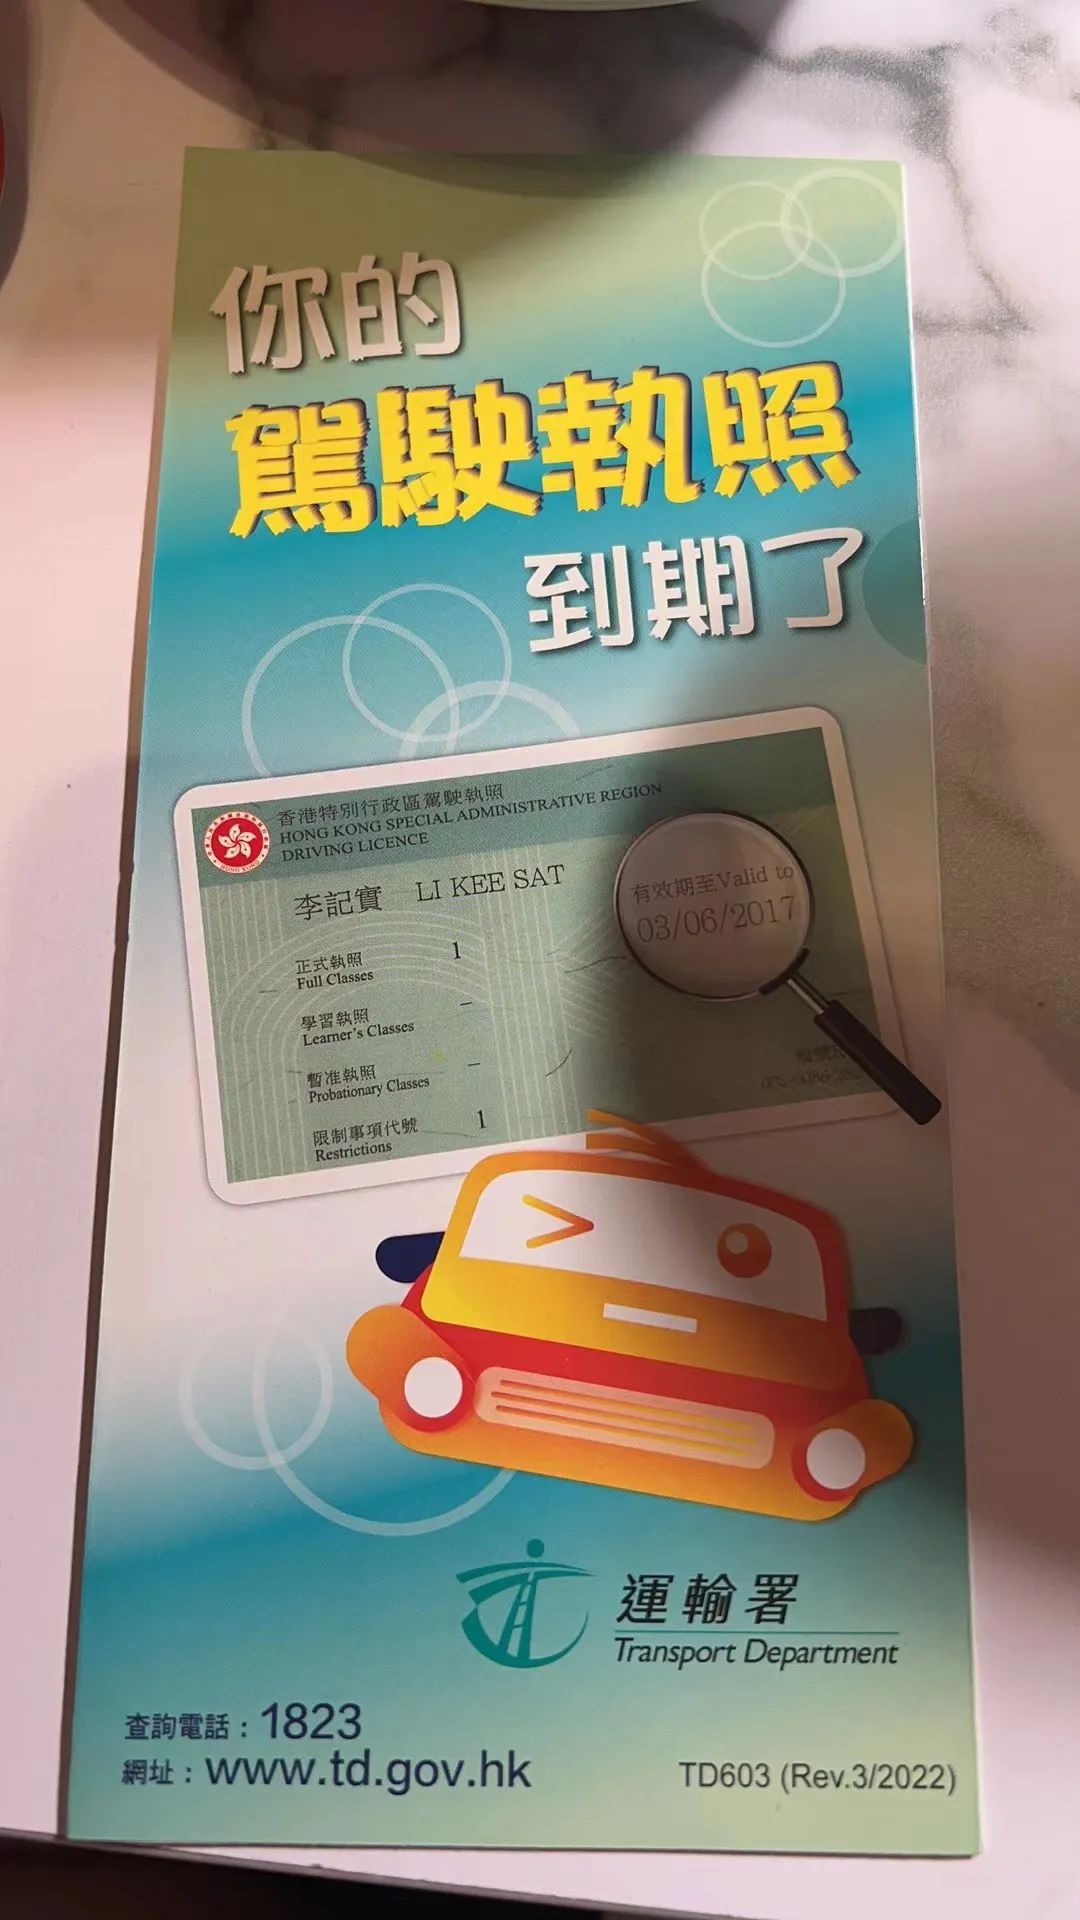 你的
駕駛執照
到期了
香港特別行政區駕駛執照
HONG KONG SPECIAL ADMINISTRATIVE REGION
DRIVING LICENCE
李記實 LI KEE SAT
有效期至Valid to
03/06/2017
正式執照 1
Full Classes
學習執照 –
Learner's Classes
暫准執照 –
Probationary Classes
限制事項代號 1
Restrictions
運輸署
Transport Department
查詢電話：1823
網址：www.td.gov.hk
TD603 (Rev.3/2022)